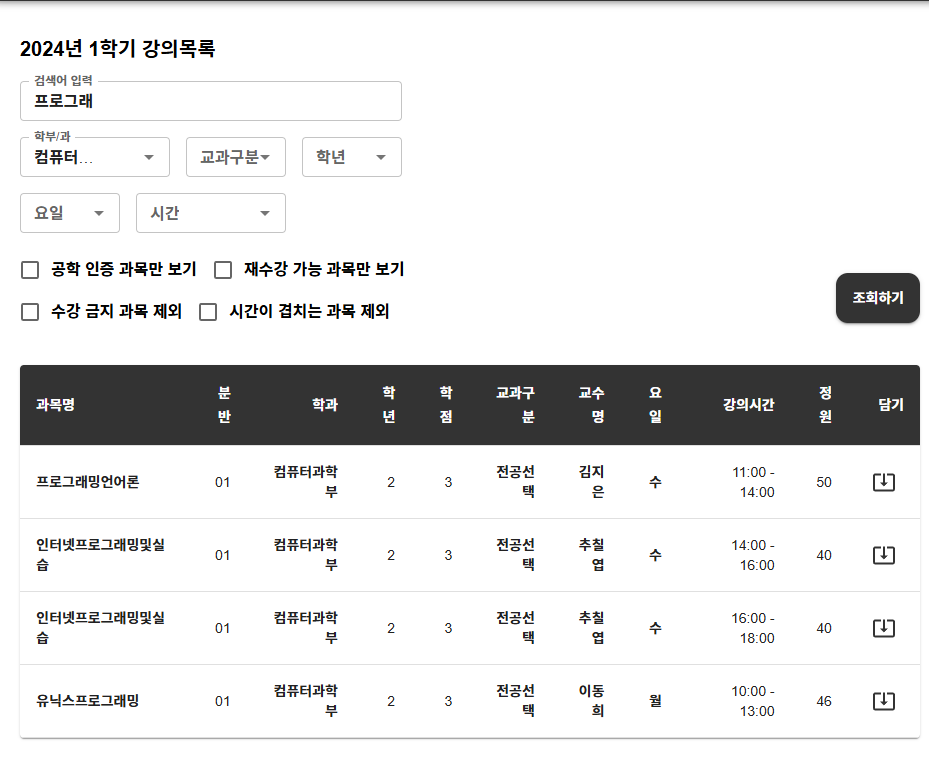 2024년 1학기 강의목록
검색어 입력
프로그래
학부/과
컴퓨터...
교과구분
학년
요일
시간
공학 인증 과목만 보기
재수강 가능 과목만 보기
수강 금지 과목 제외
시간이 겹치는 과목 제외
조회하기
과목명 분반 학과 학년 학점 교과구분 교수명 요일 강의시간 정원 담기
프로그래밍언어론 01 컴퓨터과학부 2 3 전공선택 김지은 수 11:00 - 14:00 50
인터넷프로그래밍및실습 01 컴퓨터과학부 2 3 전공선택 추칠엽 수 14:00 - 16:00 40
인터넷프로그래밍및실습 01 컴퓨터과학부 2 3 전공선택 추칠엽 수 16:00 - 18:00 40
유닉스프로그래밍 01 컴퓨터과학부 2 3 전공선택 이동희 월 10:00 - 13:00 46